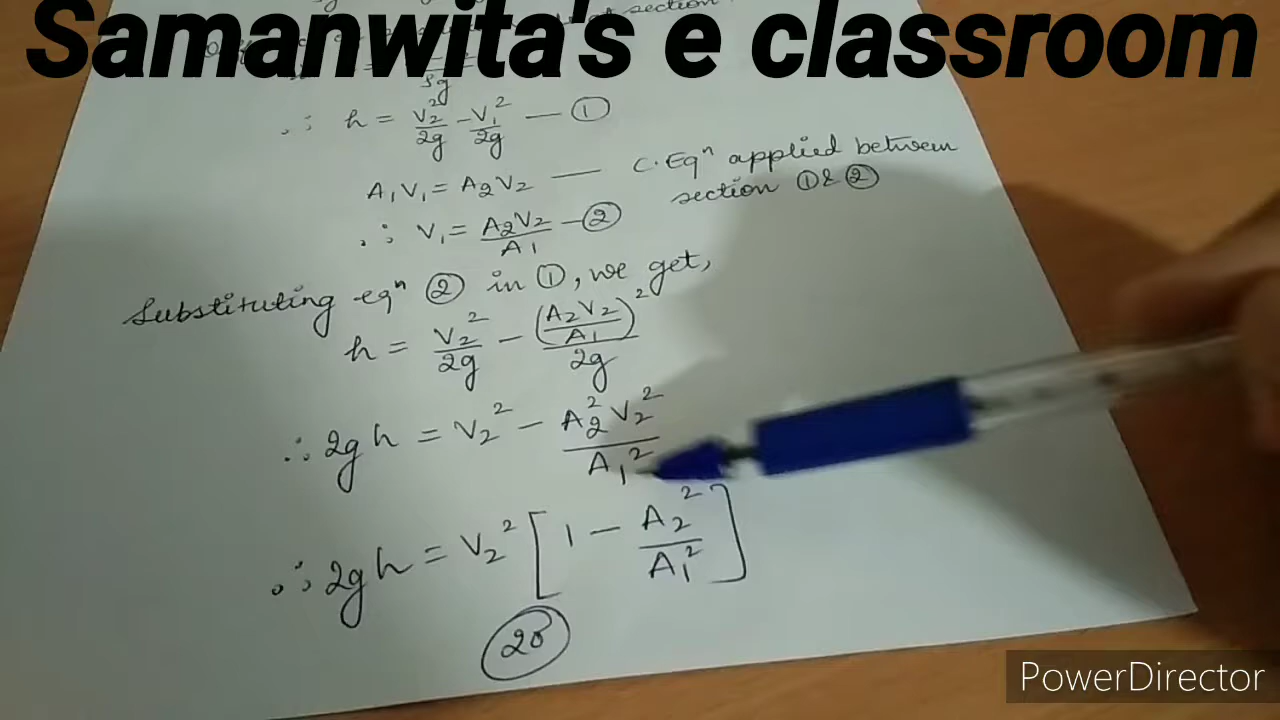 Samanwita's e classroom
section
ρg
∴ h = V₂²/2g - V₁²/2g — ①
A₁V₁ = A₂V₂ — C. Eqⁿ applied between
section ① & ②
∴ V₁ = A₂V₂/A₁ - ②
Substituting eqⁿ ② in ①, we get,
h = V₂²/2g - (A₂V₂/A₁)²/2g
∴ 2gh = V₂² - A₂²V₂²/A₁²
∴ 2gh = V₂² [1 - A₂²/A₁²]
20
PowerDirector